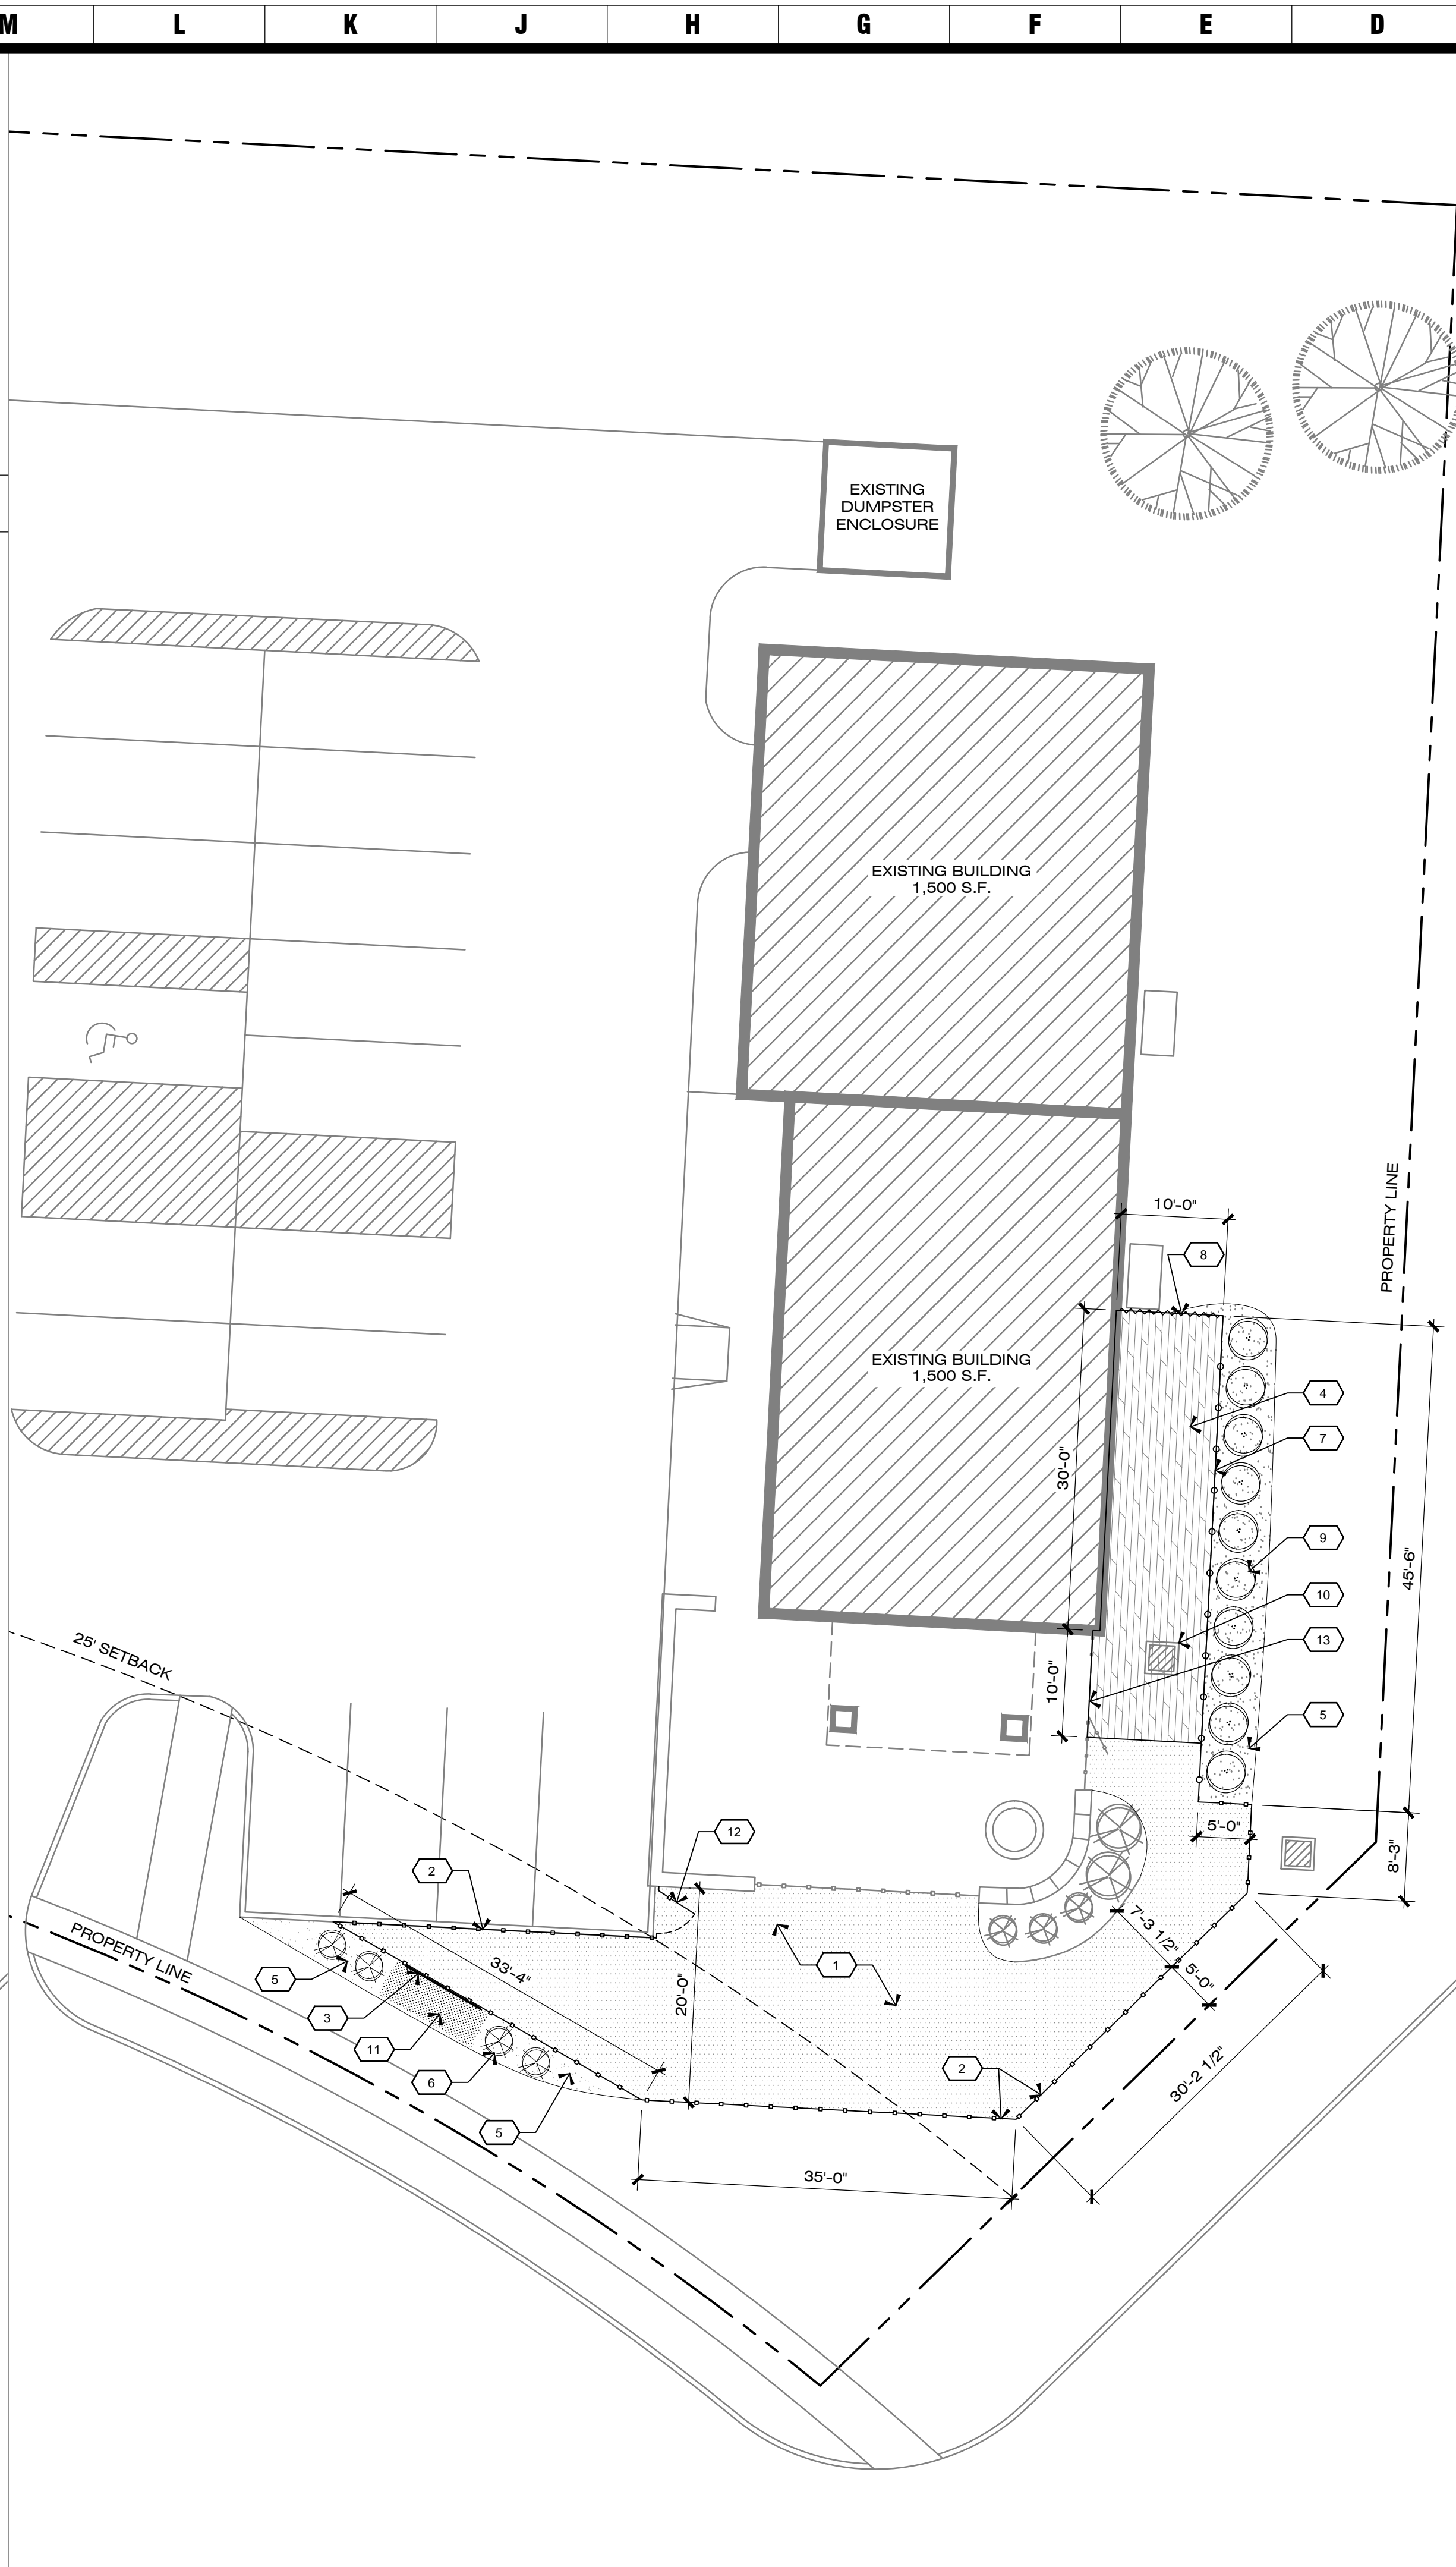 M L K J H G F E D
EXISTING
DUMPSTER
ENCLOSURE
EXISTING BUILDING
1,500 S.F.
PROPERTY LINE
10'-0"
8
EXISTING BUILDING
1,500 S.F.
4
7
30'-0"
9
45'-6"
10
13
25' SETBACK
10'-0"
5
12
5'-0"
8'-3"
2
PROPERTY LINE
7'-3 1/2"
5'-0"
1
33'-4"
20'-0"
5
3
11
6
2
30'-2 1/2"
5
35'-0"